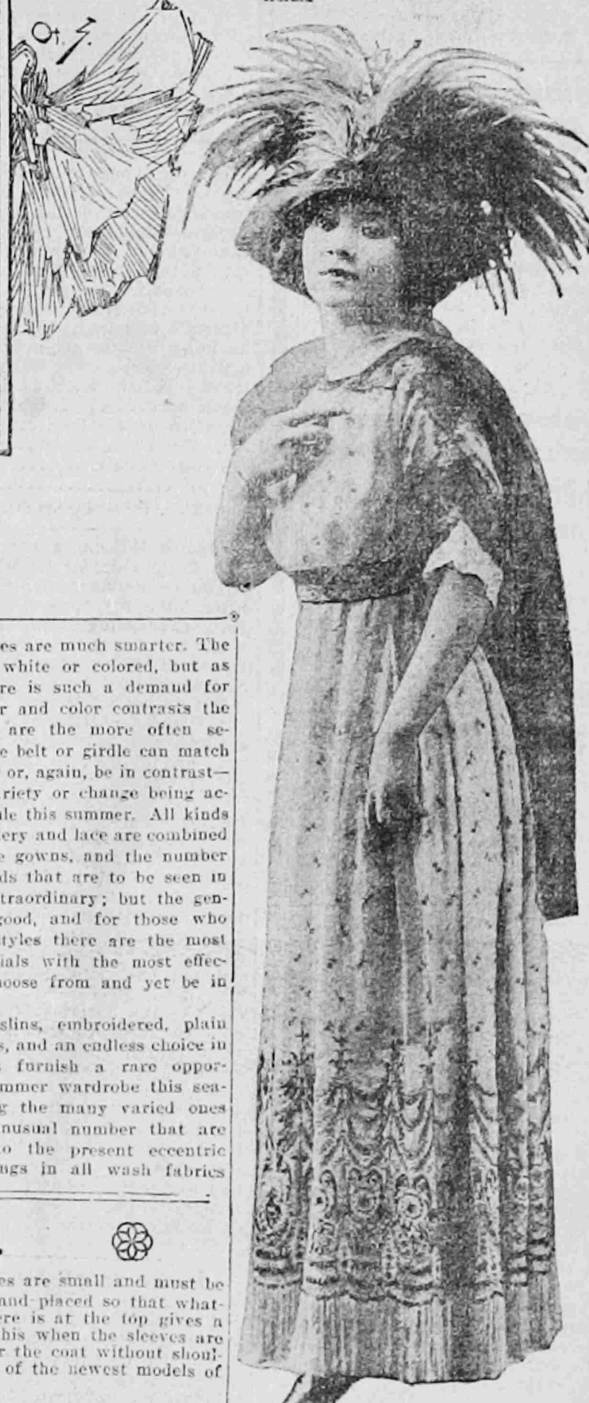 es are much smarter. The
white or colored, but as
re is such a demand for
r and color contrasts the
are the more often se-
e belt or girdle can match
or, again, be in contrast—
riety or change being ac-
le this summer. All kinds
ery and lace are combined
e gowns, and the number
ds that are to be seen in
traordinary; but the gen-
good, and for those who
tyles there are the most
ials with the most effec-
hoose from and yet be in
slins, embroidered, plain
s, and an endless choice in
furnish a rare oppor-
mmer wardrobe this sea-
g the many varied ones
nusual number that are
o the present eccentric
ngs in all wash fabrics
es are small and must be
and placed so that what-
ere is at the top gives a
his when the sleeves are
r the coat without shoul-
of the newest models of